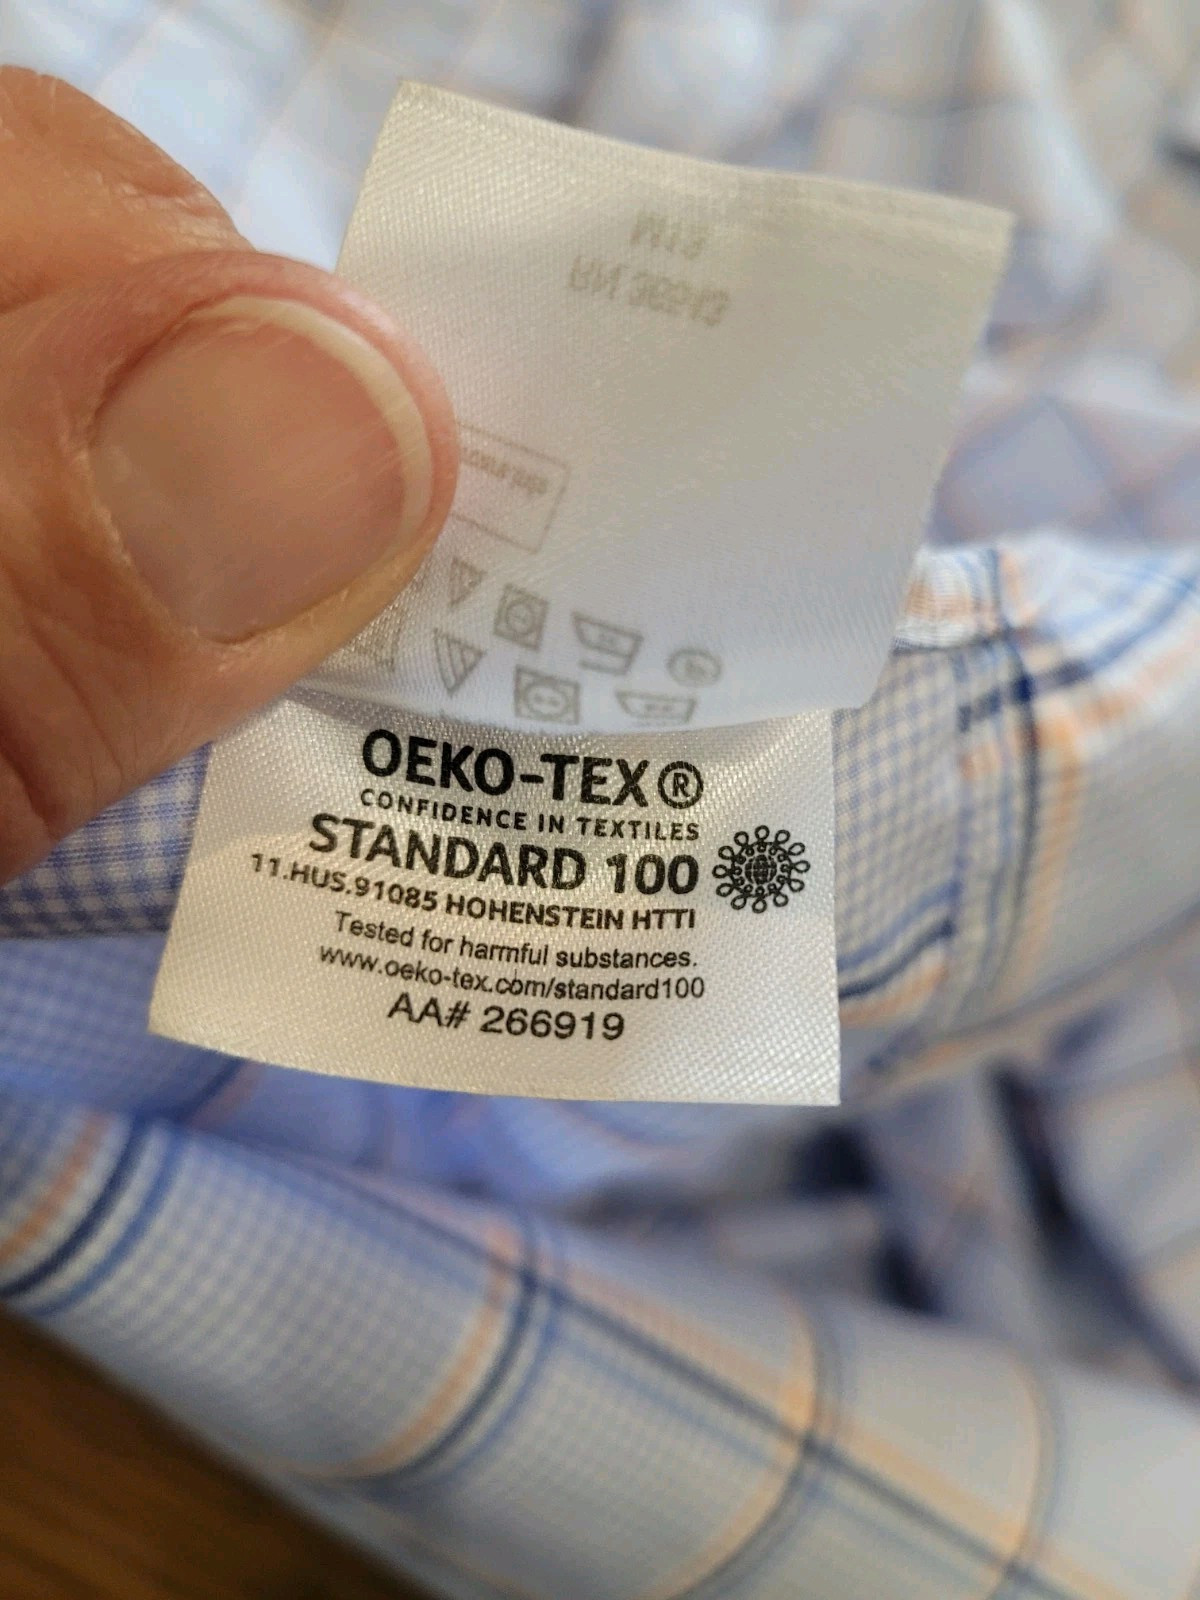 OEKO-TEX®
CONFIDENCE IN TEXTILES
STANDARD 100
11.HUS.91085 HOHENSTEIN HTTI
Tested for harmful substances.
www.oeko-tex.com/standard100
AA# 266919